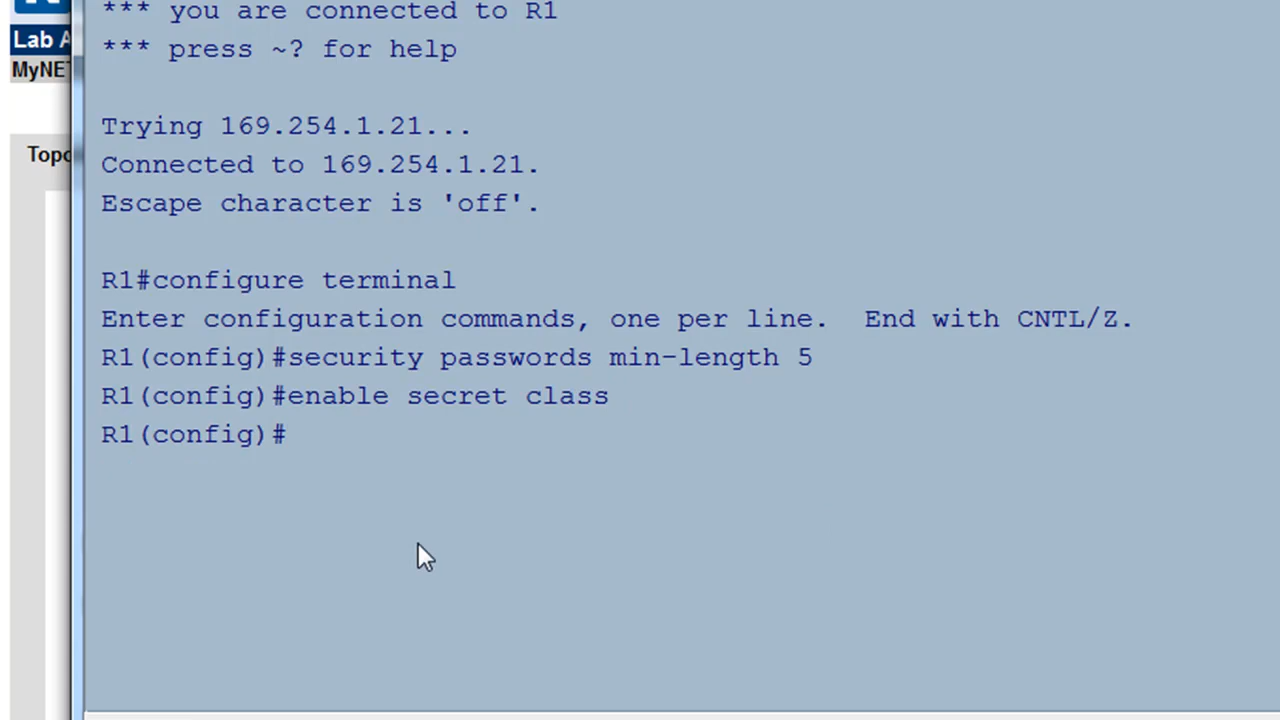 *** you are connected to R1
Lab A
*** press ~? for help
MyNET
Trying 169.254.1.21...
Topo
Connected to 169.254.1.21.
Escape character is 'off'.
R1#configure terminal
Enter configuration commands, one per line.  End with CNTL/Z.
R1(config)#security passwords min-length 5
R1(config)#enable secret class
R1(config)#